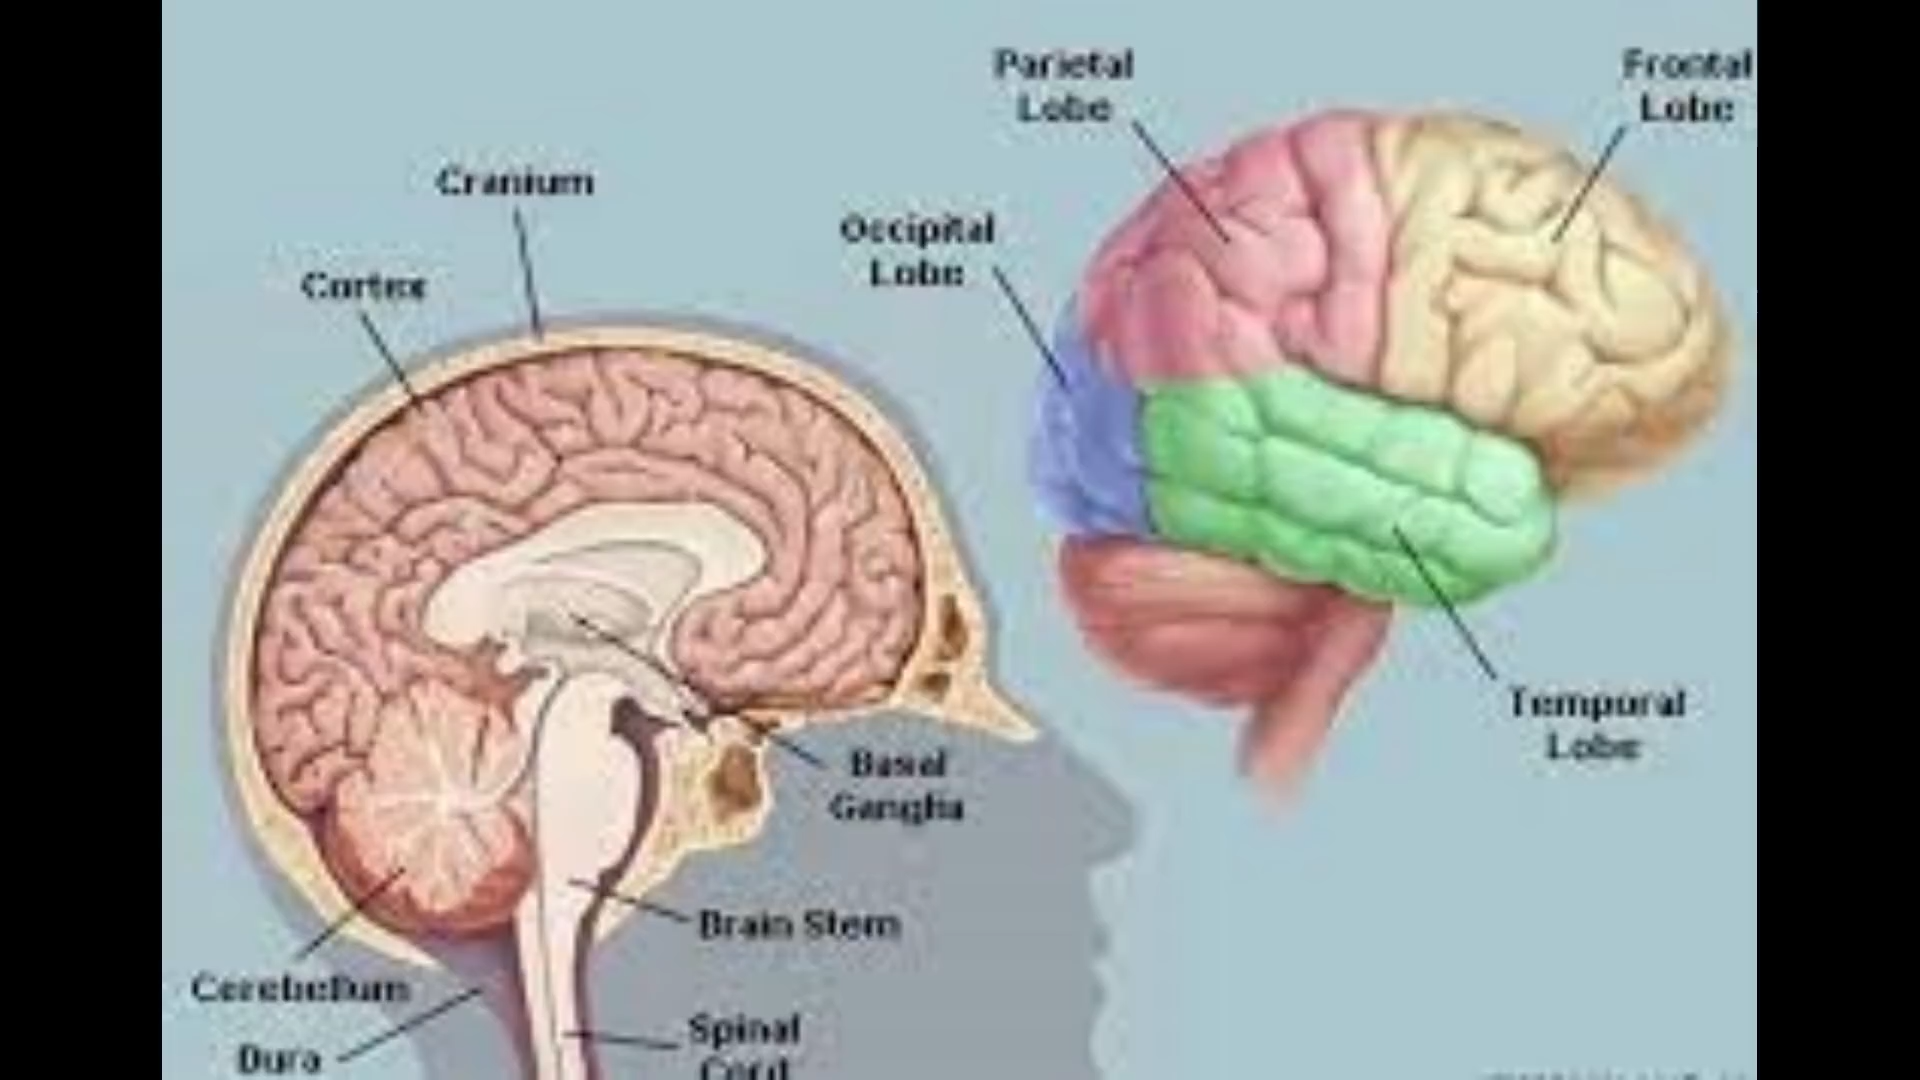 Parietal
Lobe
Frontal
Lobe
Cranium
Occipital
Lobe
Cortex
Temporal
Lobe
Basal
Ganglia
Brain Stem
Cerebellum
Dura
Spinal
Cord